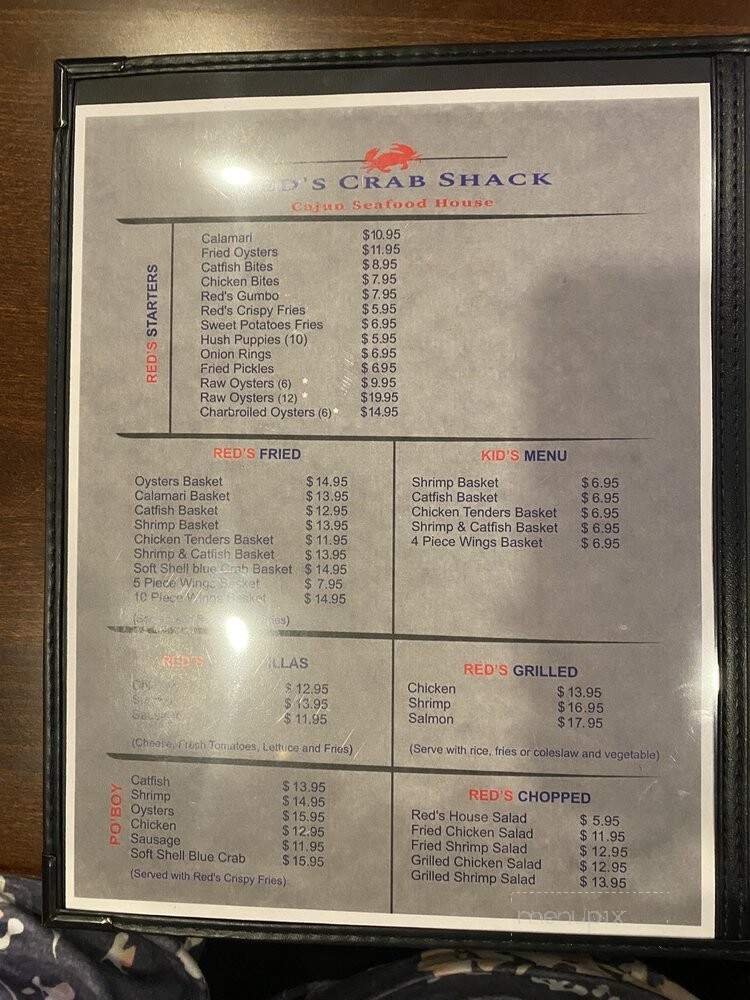 D'S CRAB SHACK
Cajun Seafood House
RED'S STARTERS
Calamari $10.95
Fried Oysters $11.95
Catfish Bites $8.95
Chicken Bites $7.95
Red's Gumbo $7.95
Red's Crispy Fries $5.95
Sweet Potatoes Fries $6.95
Hush Puppies (10) $5.95
Onion Rings $6.95
Fried Pickles $6.95
Raw Oysters (6) * $9.95
Raw Oysters (12) * $19.95
Charbroiled Oysters (6) * $14.95
RED'S FRIED
Oysters Basket $14.95
Calamari Basket $13.95
Catfish Basket $12.95
Shrimp Basket $13.95
Chicken Tenders Basket $11.95
Shrimp & Catfish Basket $13.95
Soft Shell blue Crab Basket $14.95
5 Piece Wings Basket $7.95
10 Piece Wings Basket $14.95
KID'S MENU
Shrimp Basket $6.95
Catfish Basket $6.95
Chicken Tenders Basket $6.95
Shrimp & Catfish Basket $6.95
4 Piece Wings Basket $6.95
RED'S ILLAS
$12.95
$13.95
Sausage $11.95
(Cheese, Fresh Tomatoes, Lettuce and Fries)
RED'S GRILLED
Chicken $13.95
Shrimp $16.95
Salmon $17.95
(Serve with rice, fries or coleslaw and vegetable)
PO'BOY
Catfish $13.95
Shrimp $14.95
Oysters $15.95
Chicken $12.95
Sausage $11.95
Soft Shell Blue Crab $15.95
(Served with Red's Crispy Fries)
RED'S CHOPPED
Red's House Salad $5.95
Fried Chicken Salad $11.95
Fried Shrimp Salad $12.95
Grilled Chicken Salad $12.95
Grilled Shrimp Salad $13.95
menupix